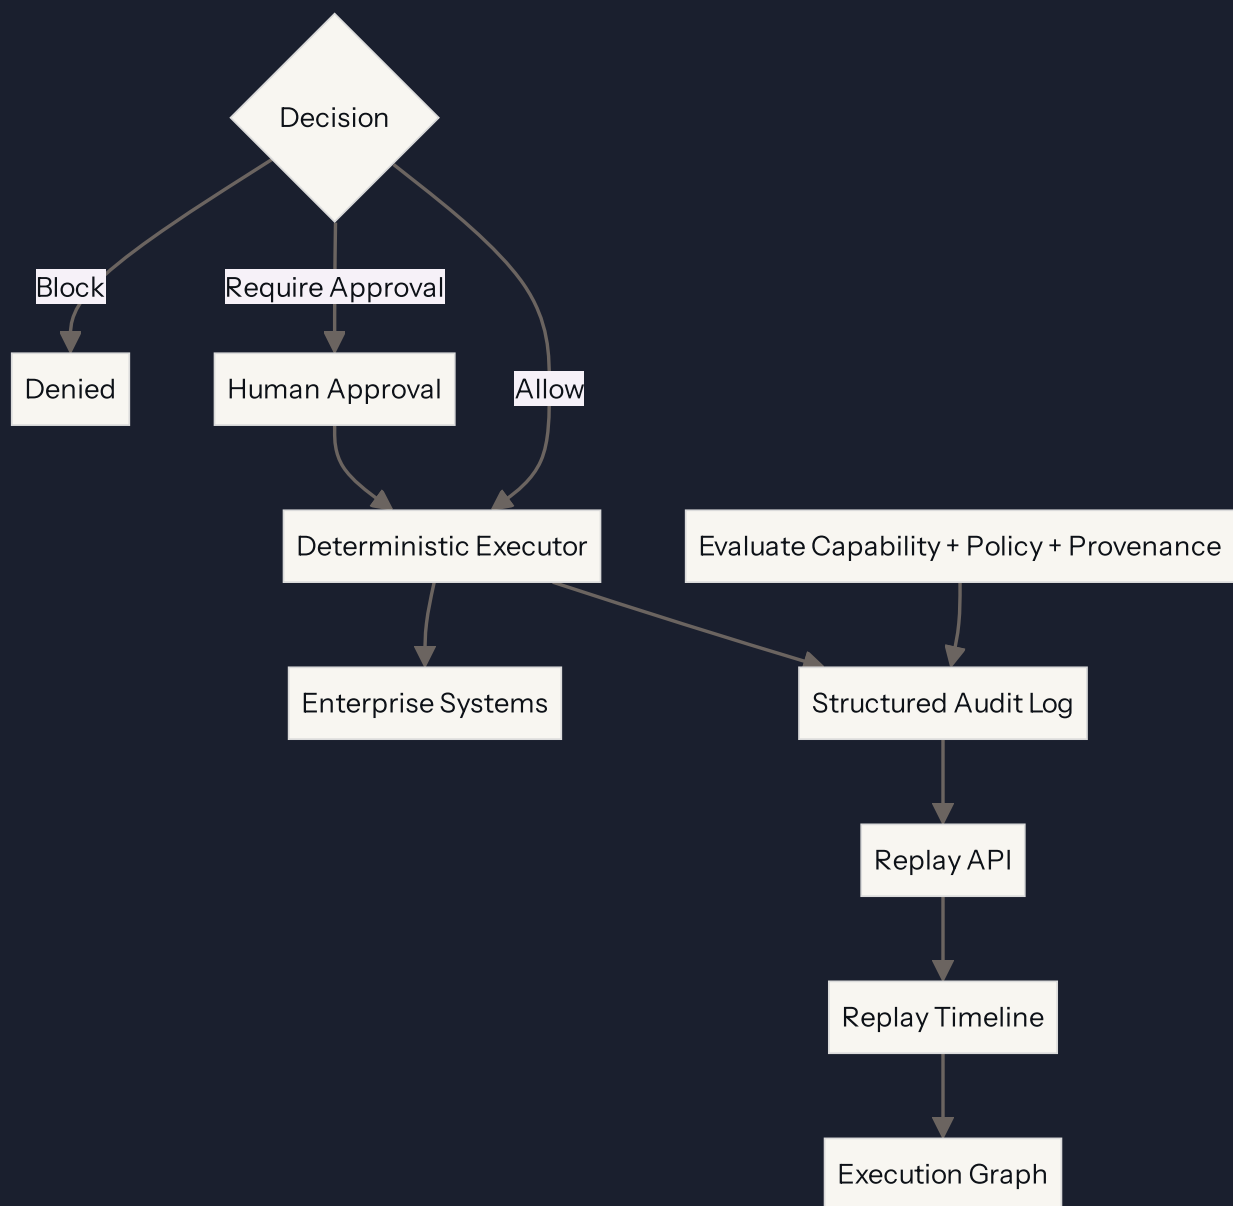 Decision
Block
Require Approval
Denied
Human Approval
Allow
Deterministic Executor
Evaluate Capability + Policy + Provenance
Enterprise Systems
Structured Audit Log
Replay API
Replay Timeline
Execution Graph